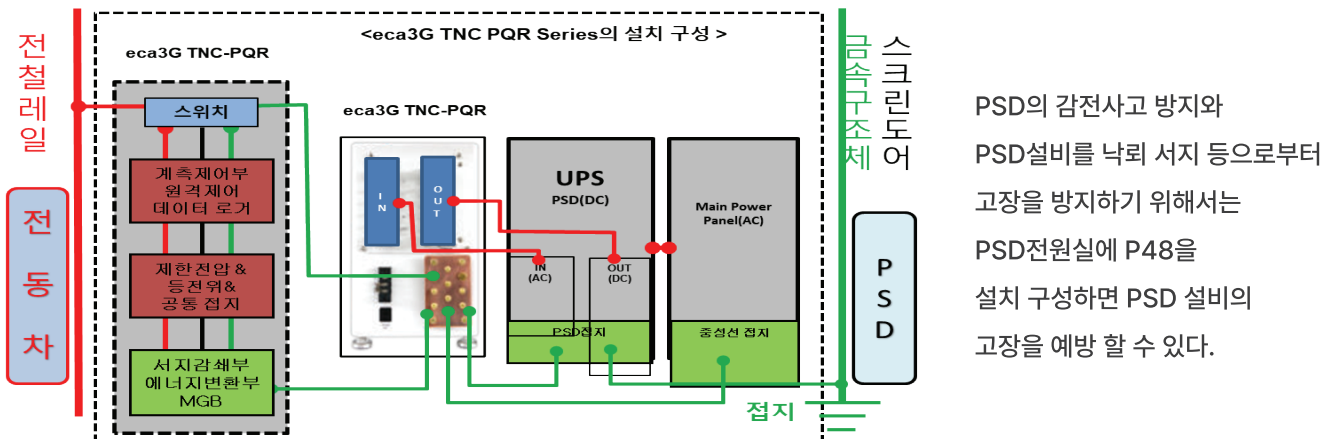 <eca3G TNC PQR Series의 설치 구성 >
전철레일
전동차
eca3G TNC-PQR
스위치
계측제어부
원격제어
데이터 로거
제한전압 &
등전위&
공통 접지
서지감쇄부
에너지변환부
MGB
eca3G TNC-PQR
IN
OUT
UPS
PSD(DC)
IN
(AC)
OUT
(DC)
PSD접지
Main Power
Panel(AC)
중성선 접지
접지
금속구조체
스크린도어
PSD
PSD의 감전사고 방지와
PSD설비를 낙뢰 서지 등으로부터
고장을 방지하기 위해서는
PSD전원실에 P48을
설치 구성하면 PSD 설비의
고장을 예방 할 수 있다.